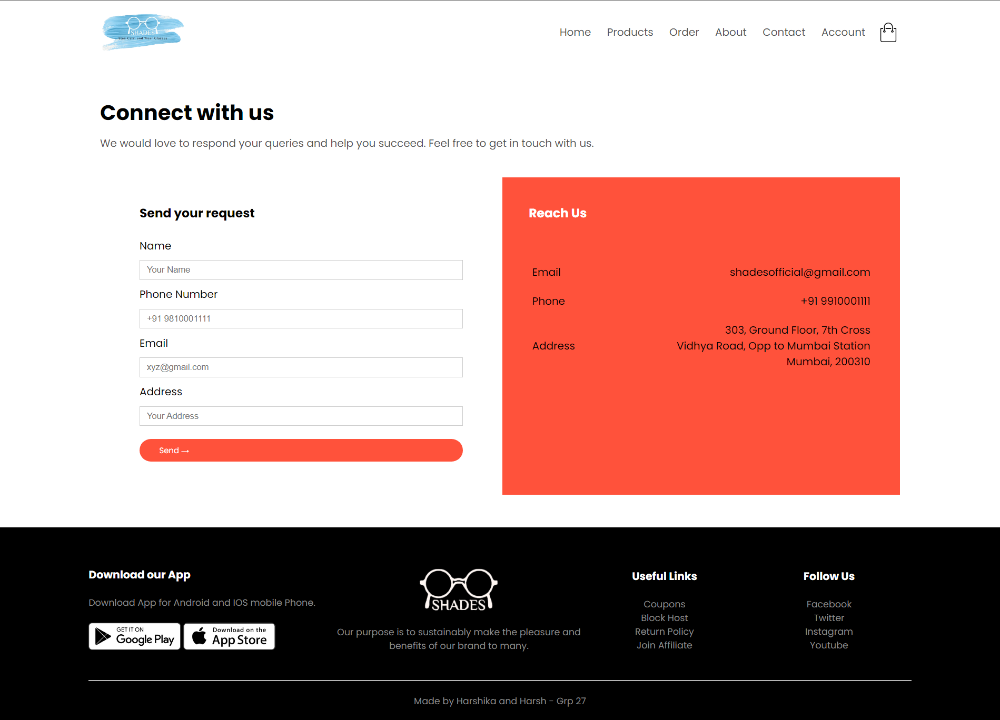 SHADES
Stay Calm and Wear Glasses
Home Products Order About Contact Account
Connect with us
We would love to respond your queries and help you succeed. Feel free to get in touch with us.
Send your request
Name
Your Name
Phone Number
+91 9810001111
Email
xyz@gmail.com
Address
Your Address
Send →
Reach Us
Email shadesofficial@gmail.com
Phone +91 9910001111
Address
303, Ground Floor, 7th Cross
Vidhya Road, Opp to Mumbai Station
Mumbai, 200310
Download our App
Download App for Android and IOS mobile Phone.
GET IT ON
Google Play
Download on the
App Store
SHADES
Our purpose is to sustainably make the pleasure and
benefits of our brand to many.
Useful Links
Coupons
Block Host
Return Policy
Join Affiliate
Follow Us
Facebook
Twitter
Instagram
Youtube
Made by Harshika and Harsh - Grp 27